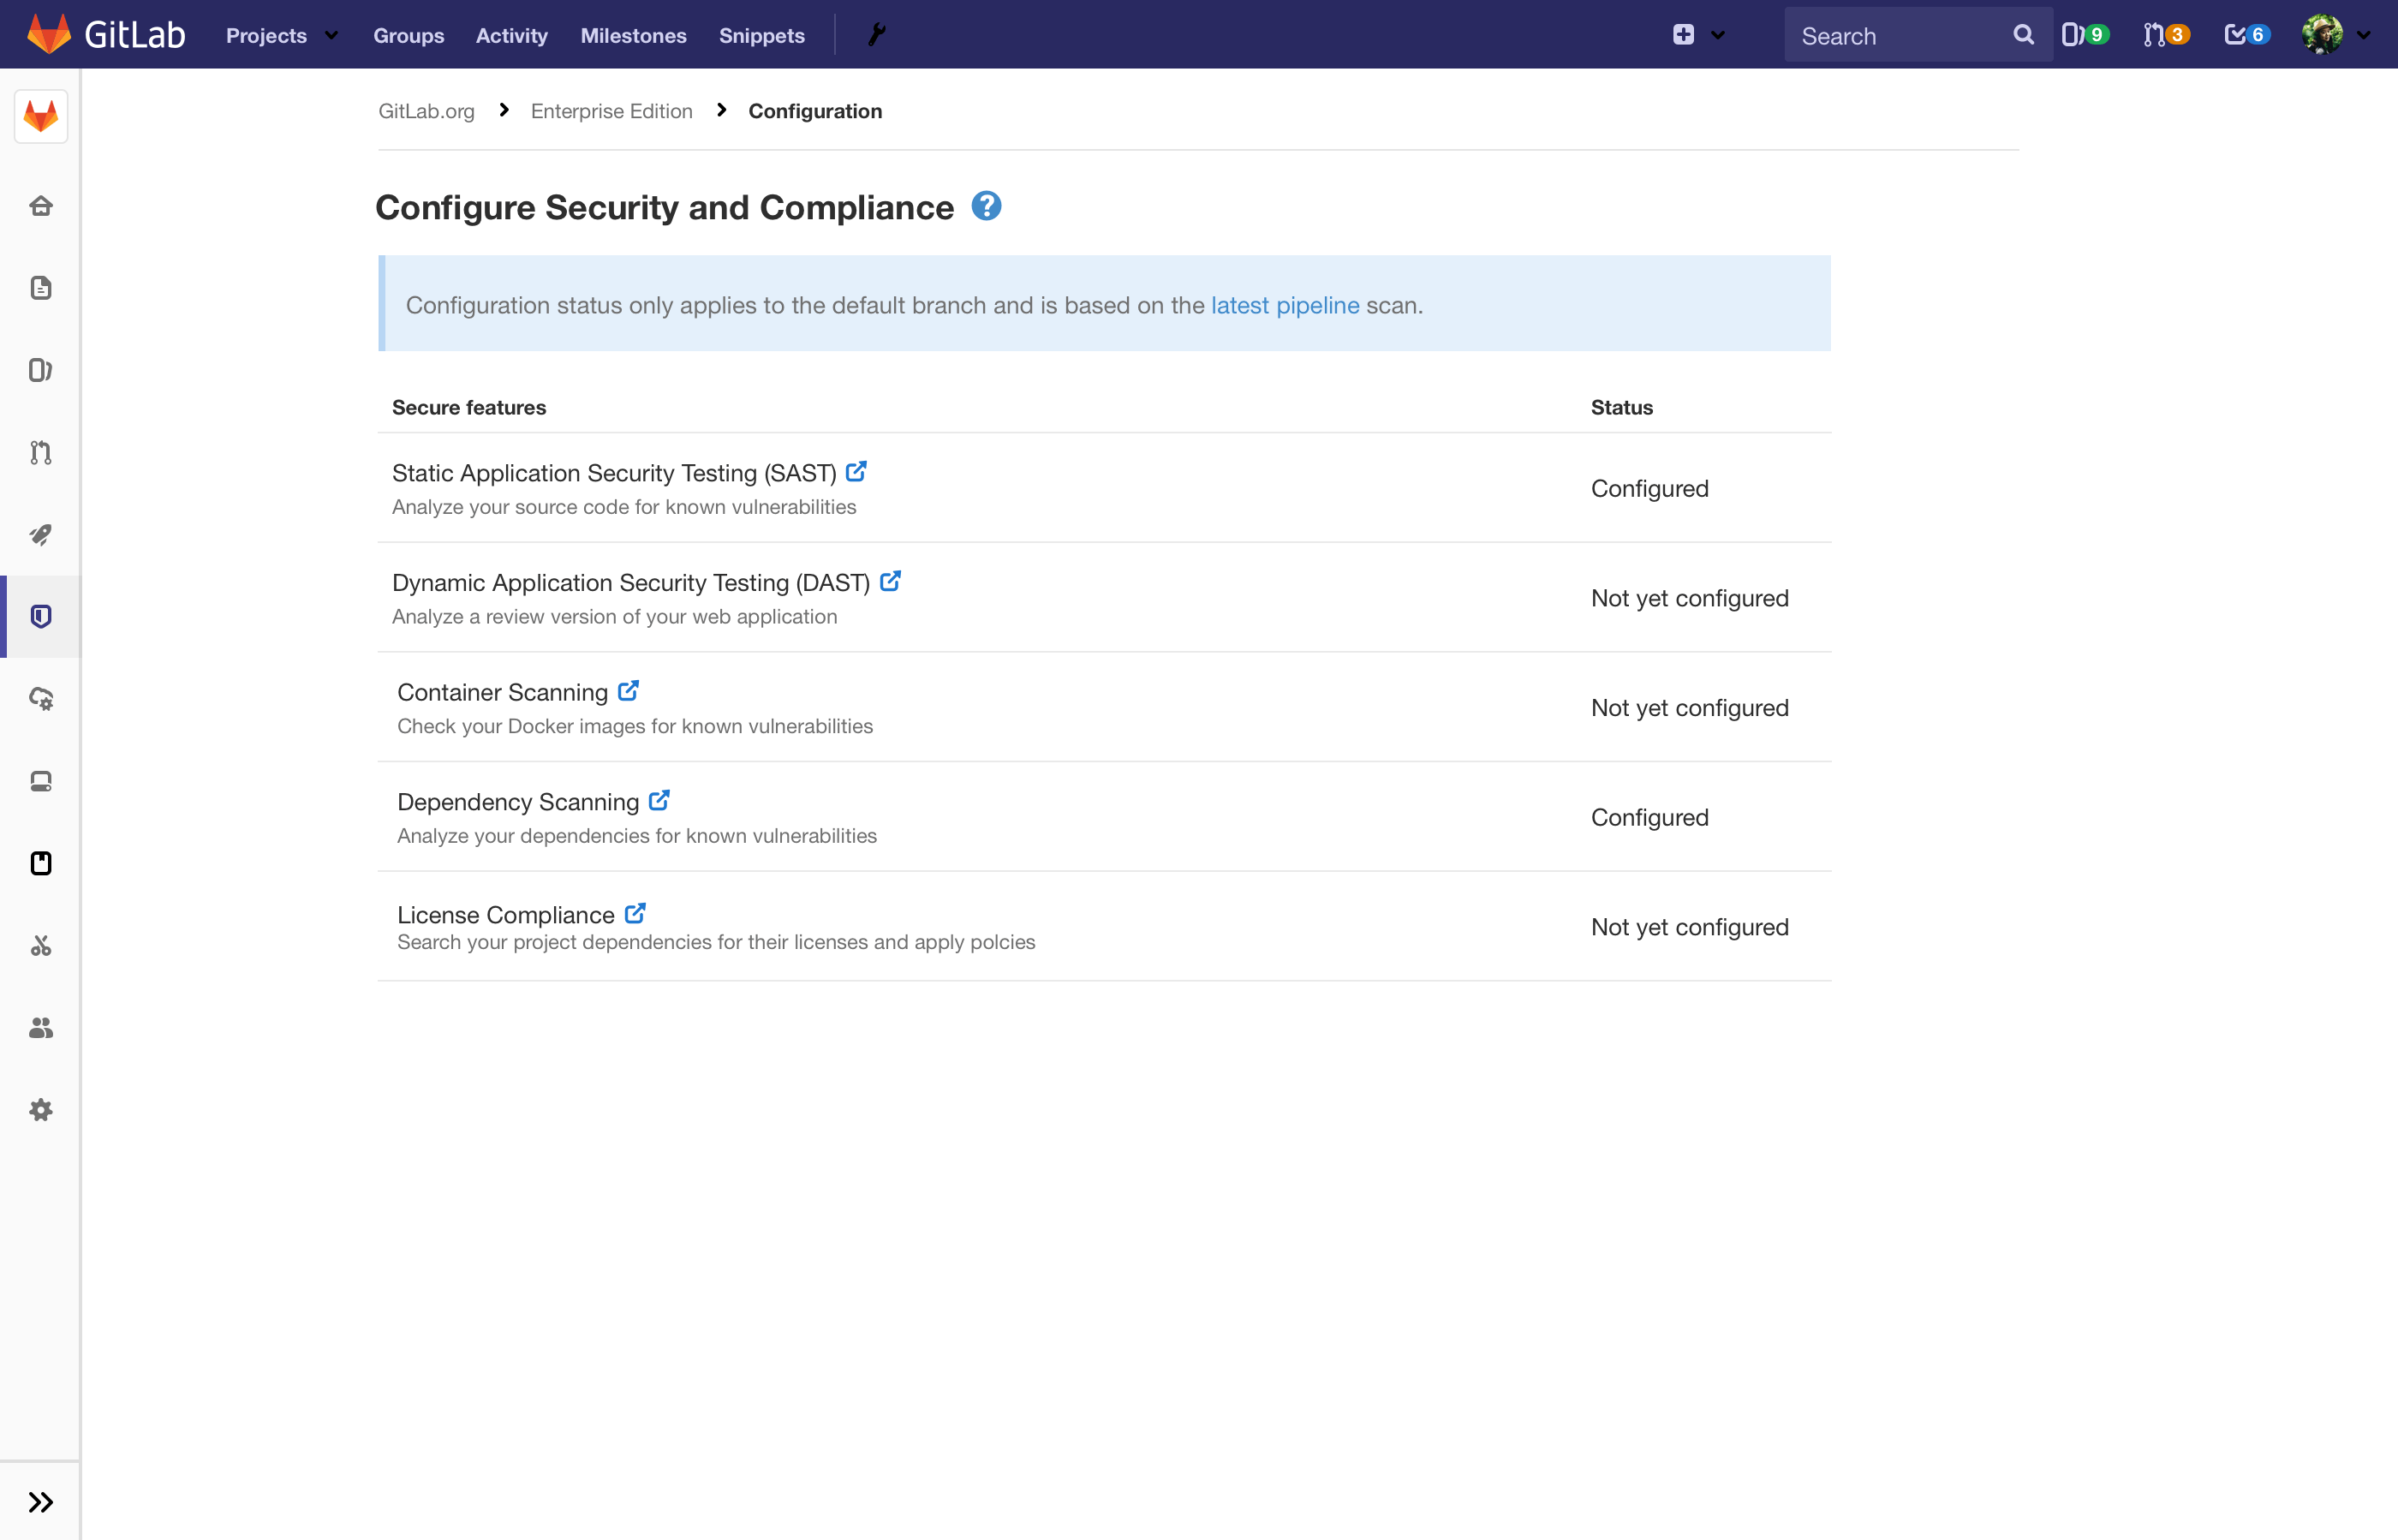 GitLab Projects Groups Activity Milestones Snippets Search 9 3 6
GitLab.org Enterprise Edition Configuration
Configure Security and Compliance ?
Configuration status only applies to the default branch and is based on the latest pipeline scan.
Secure features Status
Static Application Security Testing (SAST)
Analyze your source code for known vulnerabilities
Configured
Dynamic Application Security Testing (DAST)
Analyze a review version of your web application
Not yet configured
Container Scanning
Check your Docker images for known vulnerabilities
Not yet configured
Dependency Scanning
Analyze your dependencies for known vulnerabilities
Configured
License Compliance
Search your project dependencies for their licenses and apply polcies
Not yet configured